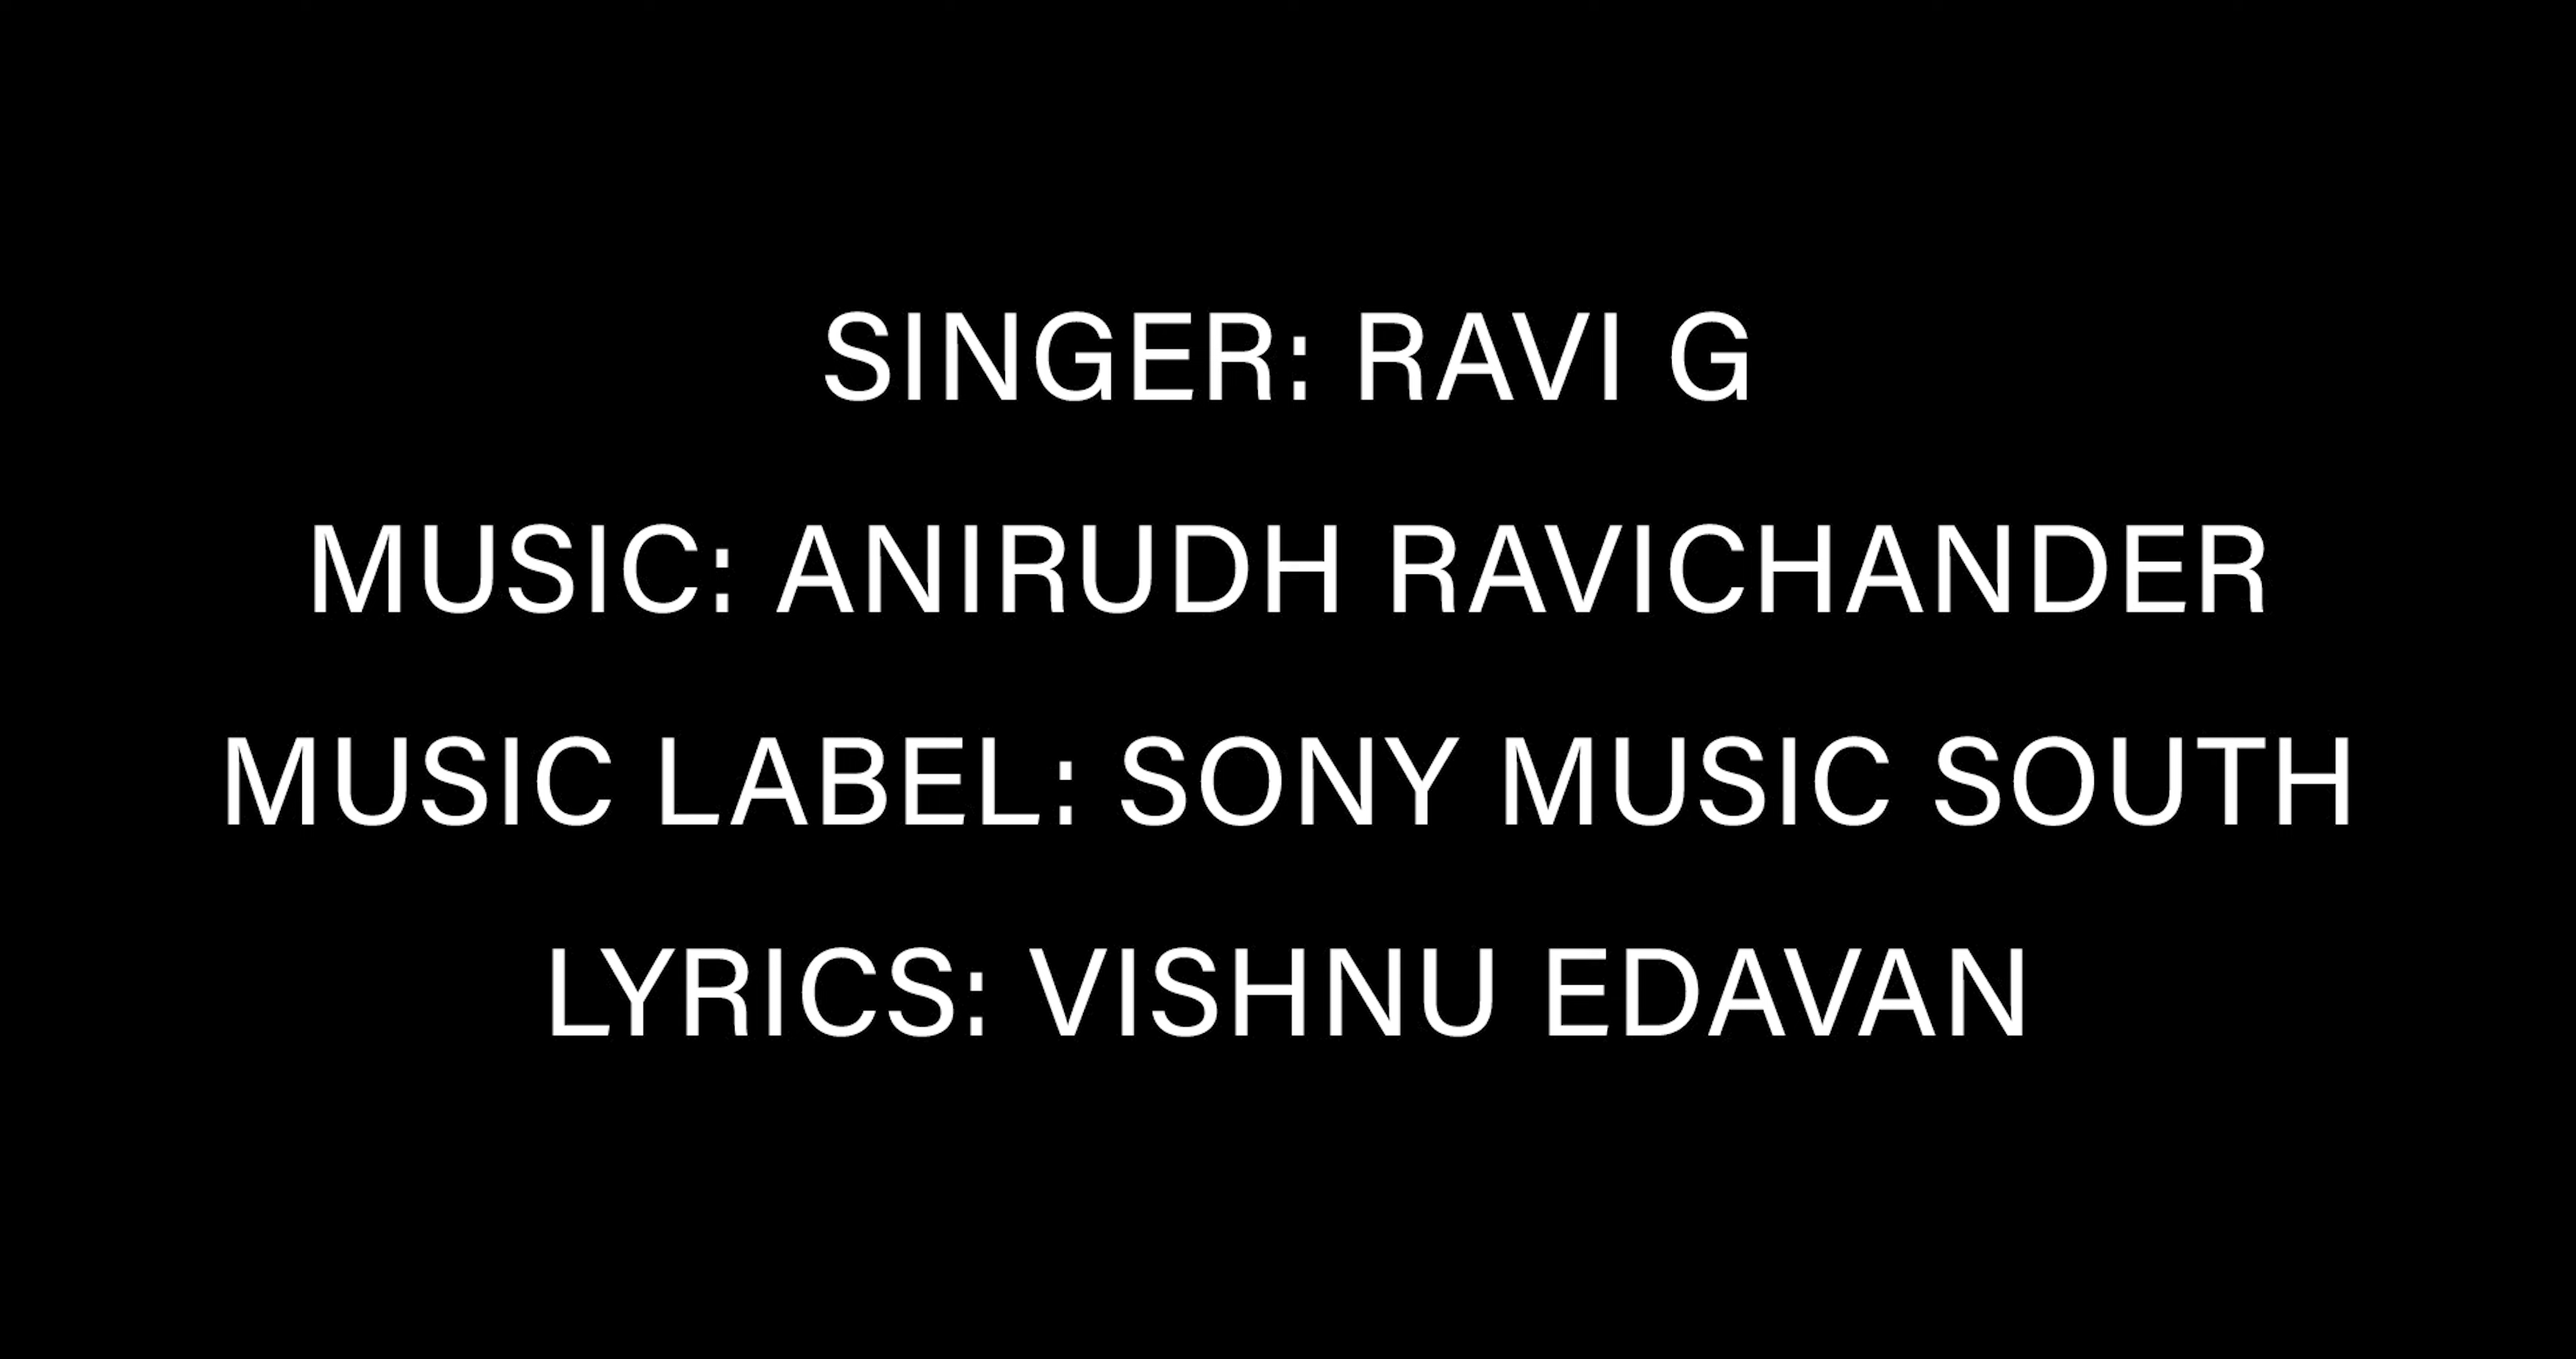 SINGER: RAVI G
MUSIC: ANIRUDH RAVICHANDER
MUSIC LABEL: SONY MUSIC SOUTH
LYRICS: VISHNU EDAVAN